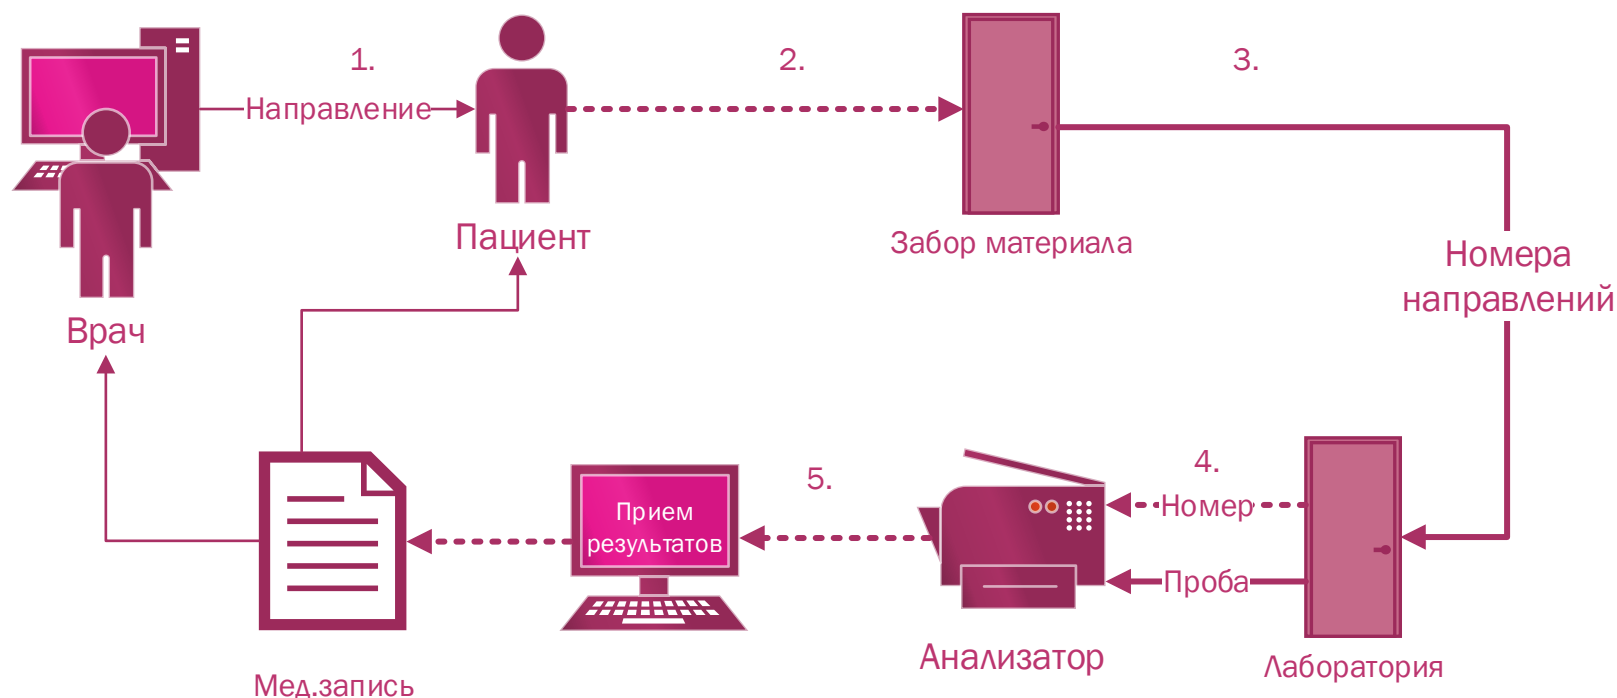 1.
2.
3.
Направление
Пациент
Забор материала
Номера
направлений
Врач
4.
5.
Номер
Прием
результатов
Проба
Анализатор
Лаборатория
Мед.запись